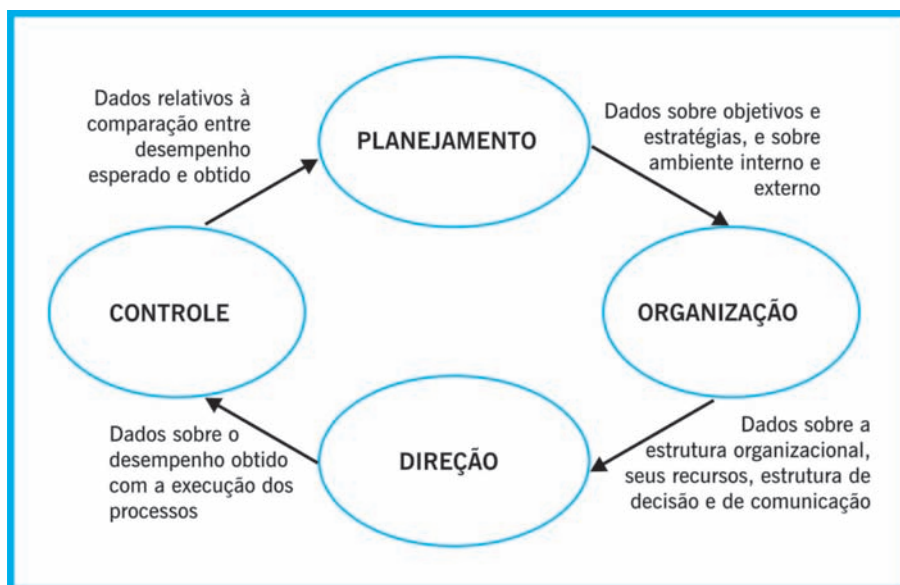 PLANEJAMENTO
Dados sobre objetivos e
estratégias, e sobre
ambiente interno e
externo
ORGANIZAÇÃO
Dados sobre a
estrutura organizacional,
seus recursos, estrutura de
decisão e de comunicação
DIREÇÃO
Dados sobre o
desempenho obtido
com a execução dos
processos
CONTROLE
Dados relativos à
comparação entre
desempenho
esperado e obtido